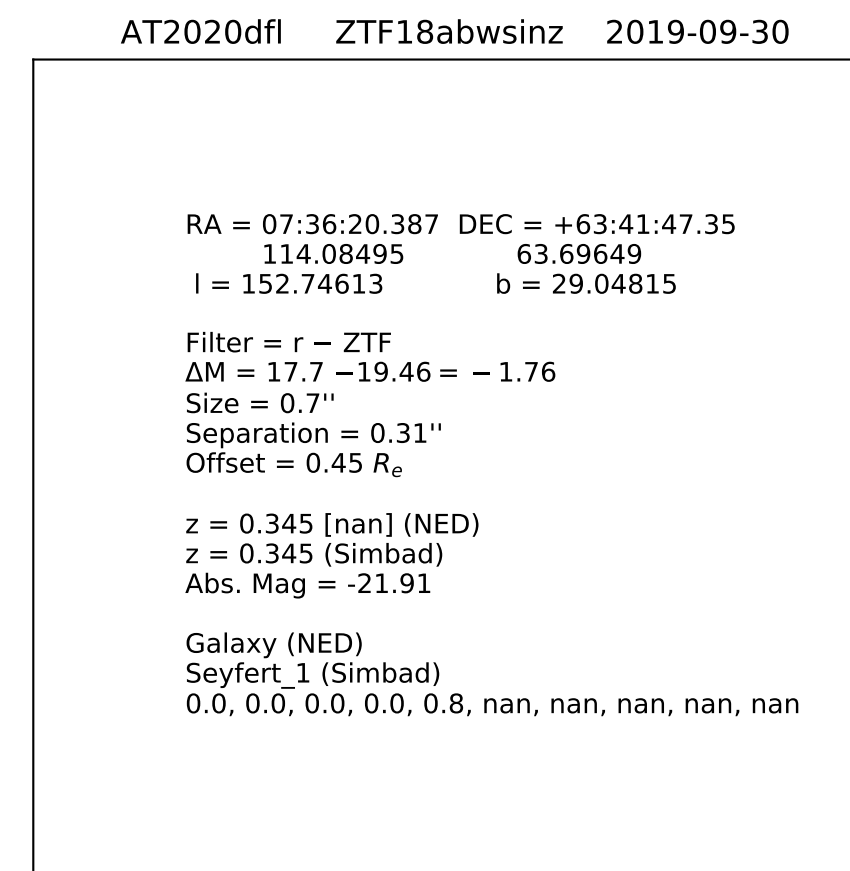 AT2020dfl ZTF18abwsinz 2019-09-30
RA = 07:36:20.387 DEC = +63:41:47.35
114.08495 63.69649
l = 152.74613 b = 29.04815
Filter = r − ZTF
ΔM = 17.7 −19.46 = − 1.76
Size = 0.7''
Separation = 0.31''
Offset = 0.45 Rₑ
z = 0.345 [nan] (NED)
z = 0.345 (Simbad)
Abs. Mag = -21.91
Galaxy (NED)
Seyfert_1 (Simbad)
0.0, 0.0, 0.0, 0.0, 0.8, nan, nan, nan, nan, nan